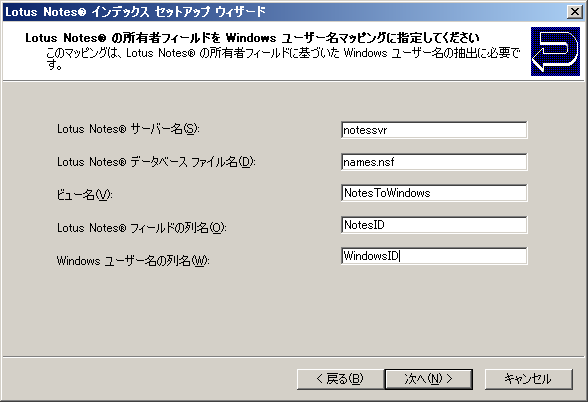 Lotus Notes® インデックス セットアップ ウィザード
Lotus Notes® の所有者フィールドを Windows ユーザー名マッピングに指定してください
このマッピングは、Lotus Notes® の所有者フィールドに基づいた Windows ユーザー名の抽出に必要で
す。
Lotus Notes® サーバー名(S): notessvr
Lotus Notes® データベース ファイル名(D): names.nsf
ビュー名(V): NotesToWindows
Lotus Notes® フィールドの列名(O): NotesID
Windows ユーザー名の列名(W): WindowsID
< 戻る(B) 次へ(N) > キャンセル